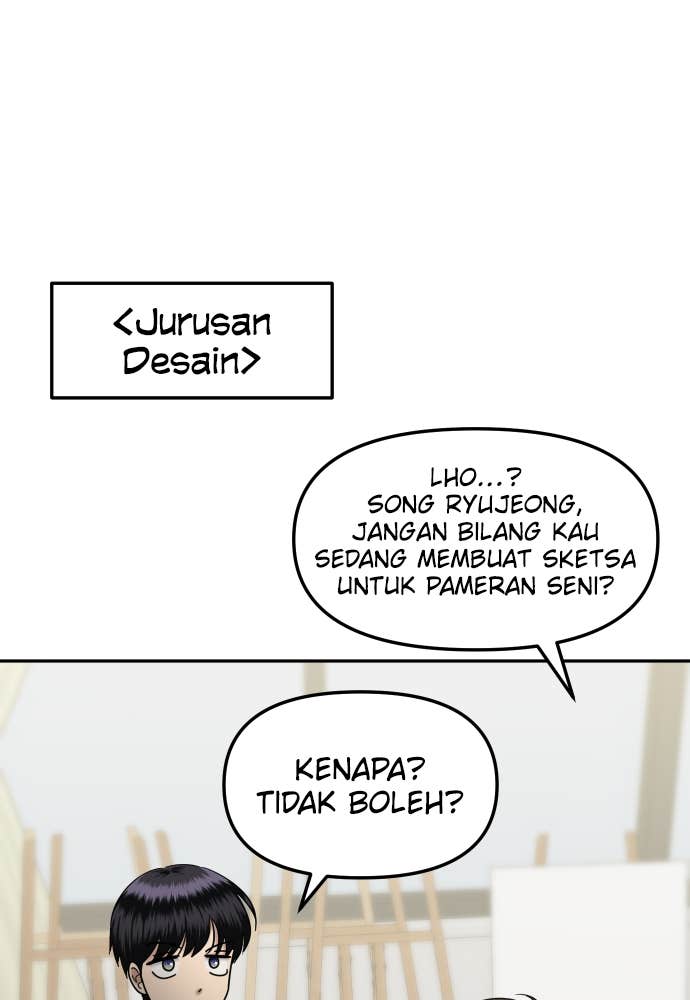 <Jurusan
Desain>
LHO...?
SONG RYUJEONG,
JANGAN BILANG KAU
SEDANG MEMBUAT SKETSA
UNTUK PAMERAN SENI?
KENAPA?
TIDAK BOLEH?